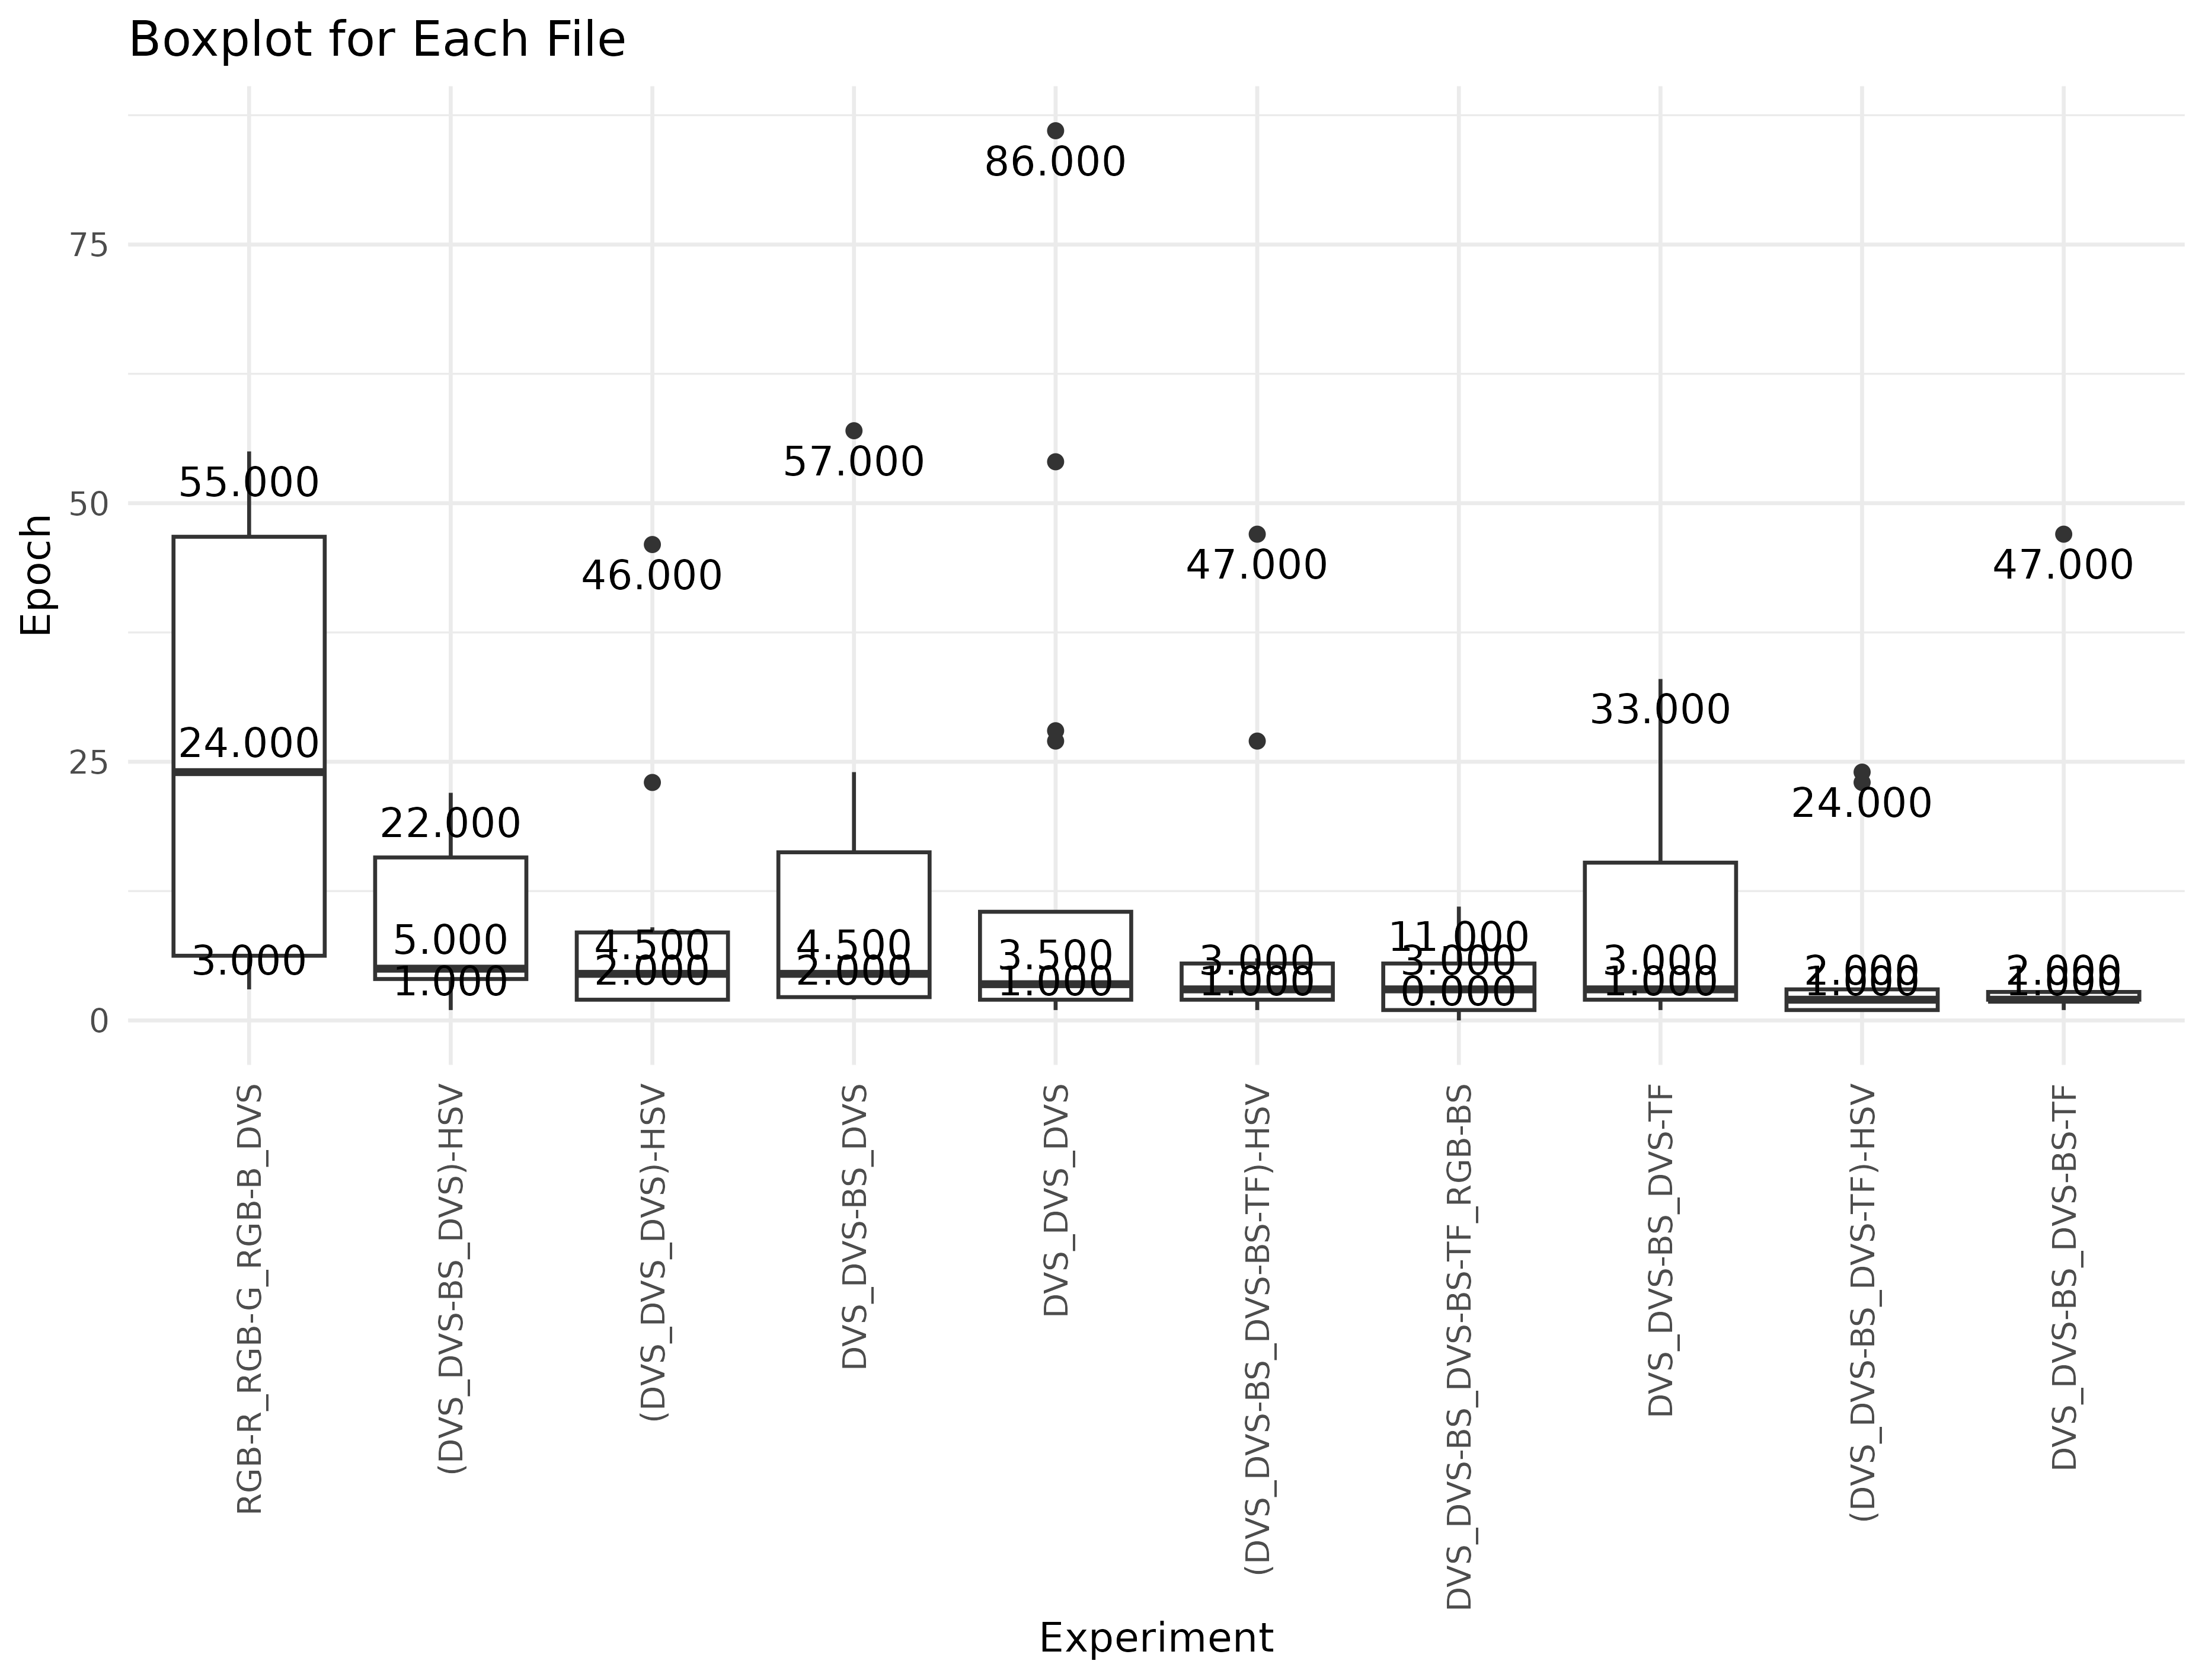 Boxplot for Each File
Epoch
75
50
25
0
86.000
57.000
55.000
46.000
47.000
47.000
33.000
24.000
22.000
24.000
5.000
4.500
4.500
3.500
3.000
11.000
3.000
3.000
2.000
2.000
3.000
1.000
2.000
2.000
1.000
1.000
0.000
1.000
1.000
1.000
RGB-R_RGB-G_RGB-B_DVS
(DVS_DVS-BS_DVS)-HSV
(DVS_DVS_DVS)-HSV
DVS_DVS-BS_DVS
DVS_DVS_DVS
(DVS_DVS-BS_DVS-BS-TF)-HSV
DVS_DVS-BS_DVS-BS-TF_RGB-BS
DVS_DVS-BS_DVS-TF
(DVS_DVS-BS_DVS-TF)-HSV
DVS_DVS-BS_DVS-BS-TF
Experiment